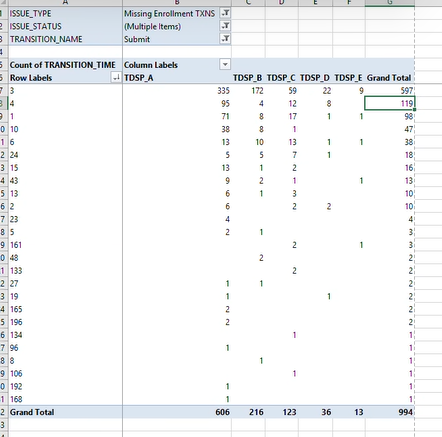 A B C D E F G
ISSUE_TYPE Missing Enrollment TXNS
ISSUE_STATUS (Multiple Items)
TRANSITION_NAME Submit
Count of TRANSITION_TIME Column Labels
Row Labels TDSP_A TDSP_B TDSP_C TDSP_D TDSP_E Grand Total
3 335 172 59 22 9 597
4 95 4 12 8 119
1 71 8 17 1 1 98
10 38 8 1 47
6 13 10 13 1 1 38
24 5 5 7 1 18
15 13 1 2 16
43 9 2 1 1 13
13 6 1 3 10
2 6 2 2 10
23 4 4
5 2 1 3
161 2 1 3
48 2 2
133 2 2
27 1 1 2
19 1 1 2
165 2 2
196 2 2
134 1 1
96 1 1
8 1 1
106 1 1
192 1 1
168 1 1
Grand Total 606 216 123 36 13 994